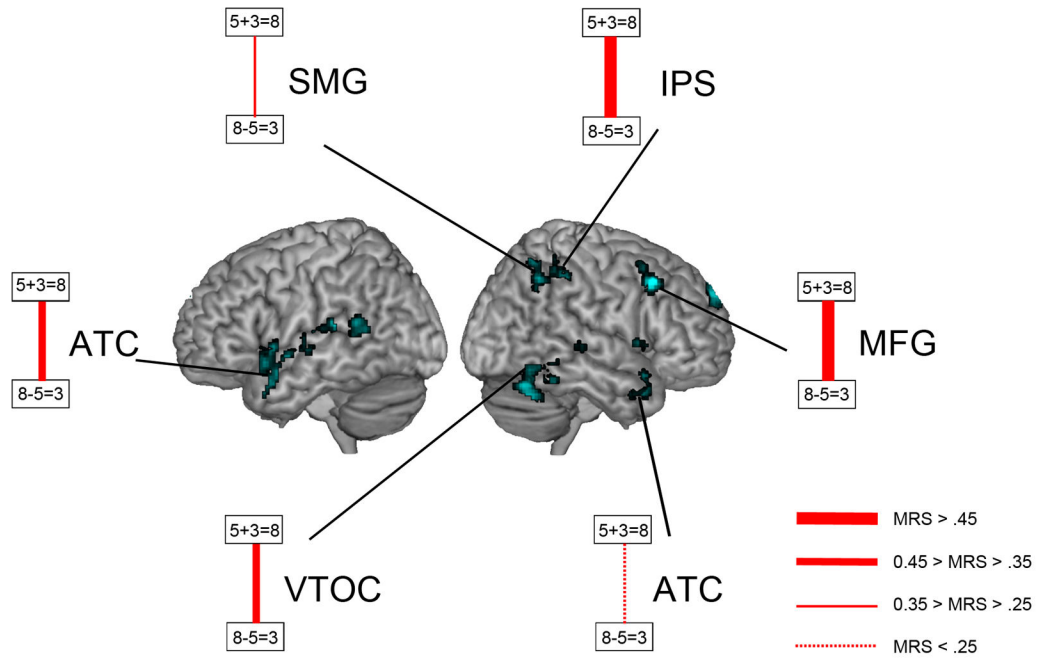 5+3=8
SMG
8-5=3
5+3=8
IPS
8-5=3
5+3=8
ATC
8-5=3
5+3=8
MFG
8-5=3
5+3=8
VTOC
8-5=3
5+3=8
ATC
8-5=3
MRS > .45
0.45 > MRS > .35
0.35 > MRS > .25
MRS < .25